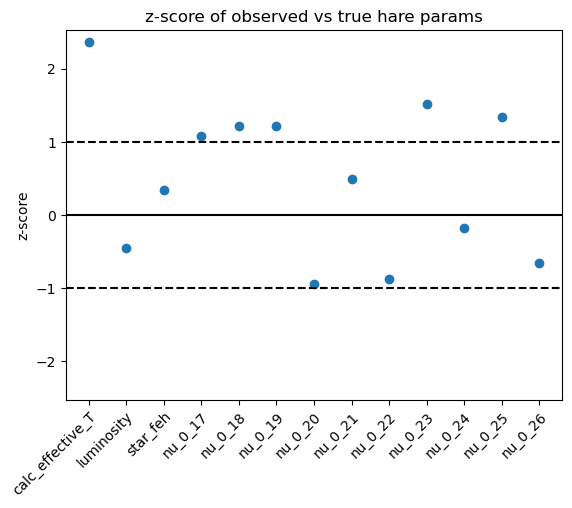 z-score of observed vs true hare params
z-score
2
1
0
−1
−2
calc_effective_T
luminosity
star_feh
nu_0_17
nu_0_18
nu_0_19
nu_0_20
nu_0_21
nu_0_22
nu_0_23
nu_0_24
nu_0_25
nu_0_26